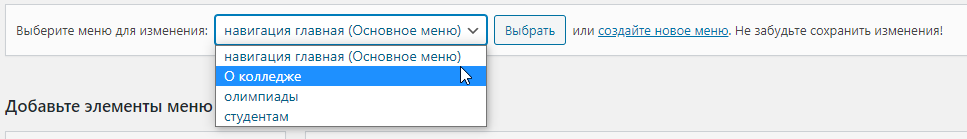 Выберите меню для изменения: навигация главная (Основное меню) Выбрать или создайте новое меню. Не забудьте сохранить изменения!
навигация главная (Основное меню)
О колледже
олимпиады
студентам
Добавьте элементы меню